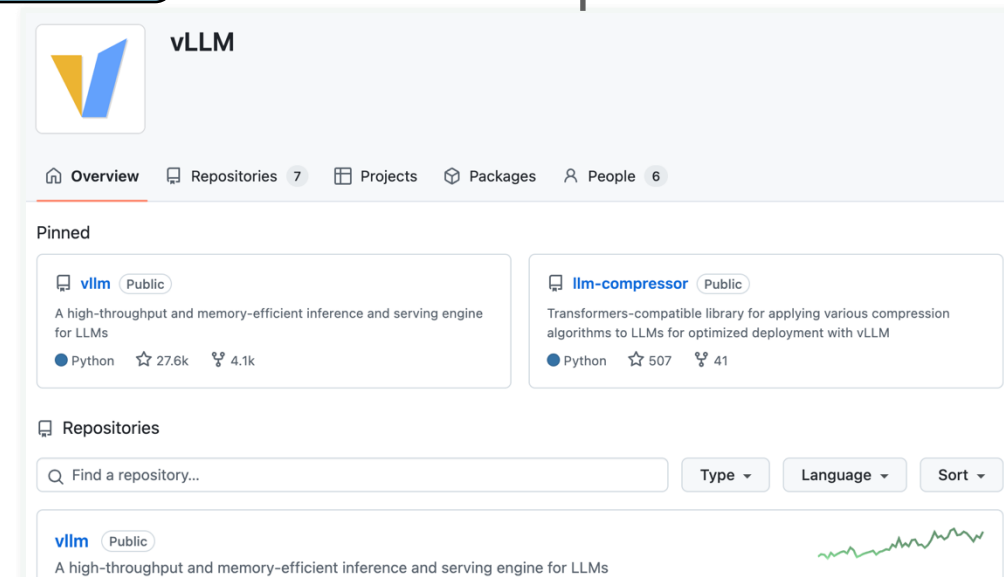 vLLM
Overview
Repositories 7
Projects
Packages
People 6
Pinned
vllm Public
A high-throughput and memory-efficient inference and serving engine
for LLMs
Python 27.6k 4.1k
llm-compressor Public
Transformers-compatible library for applying various compression
algorithms to LLMs for optimized deployment with vLLM
Python 507 41
Repositories
Find a repository...
Type
Language
Sort
vllm Public
A high-throughput and memory-efficient inference and serving engine for LLMs